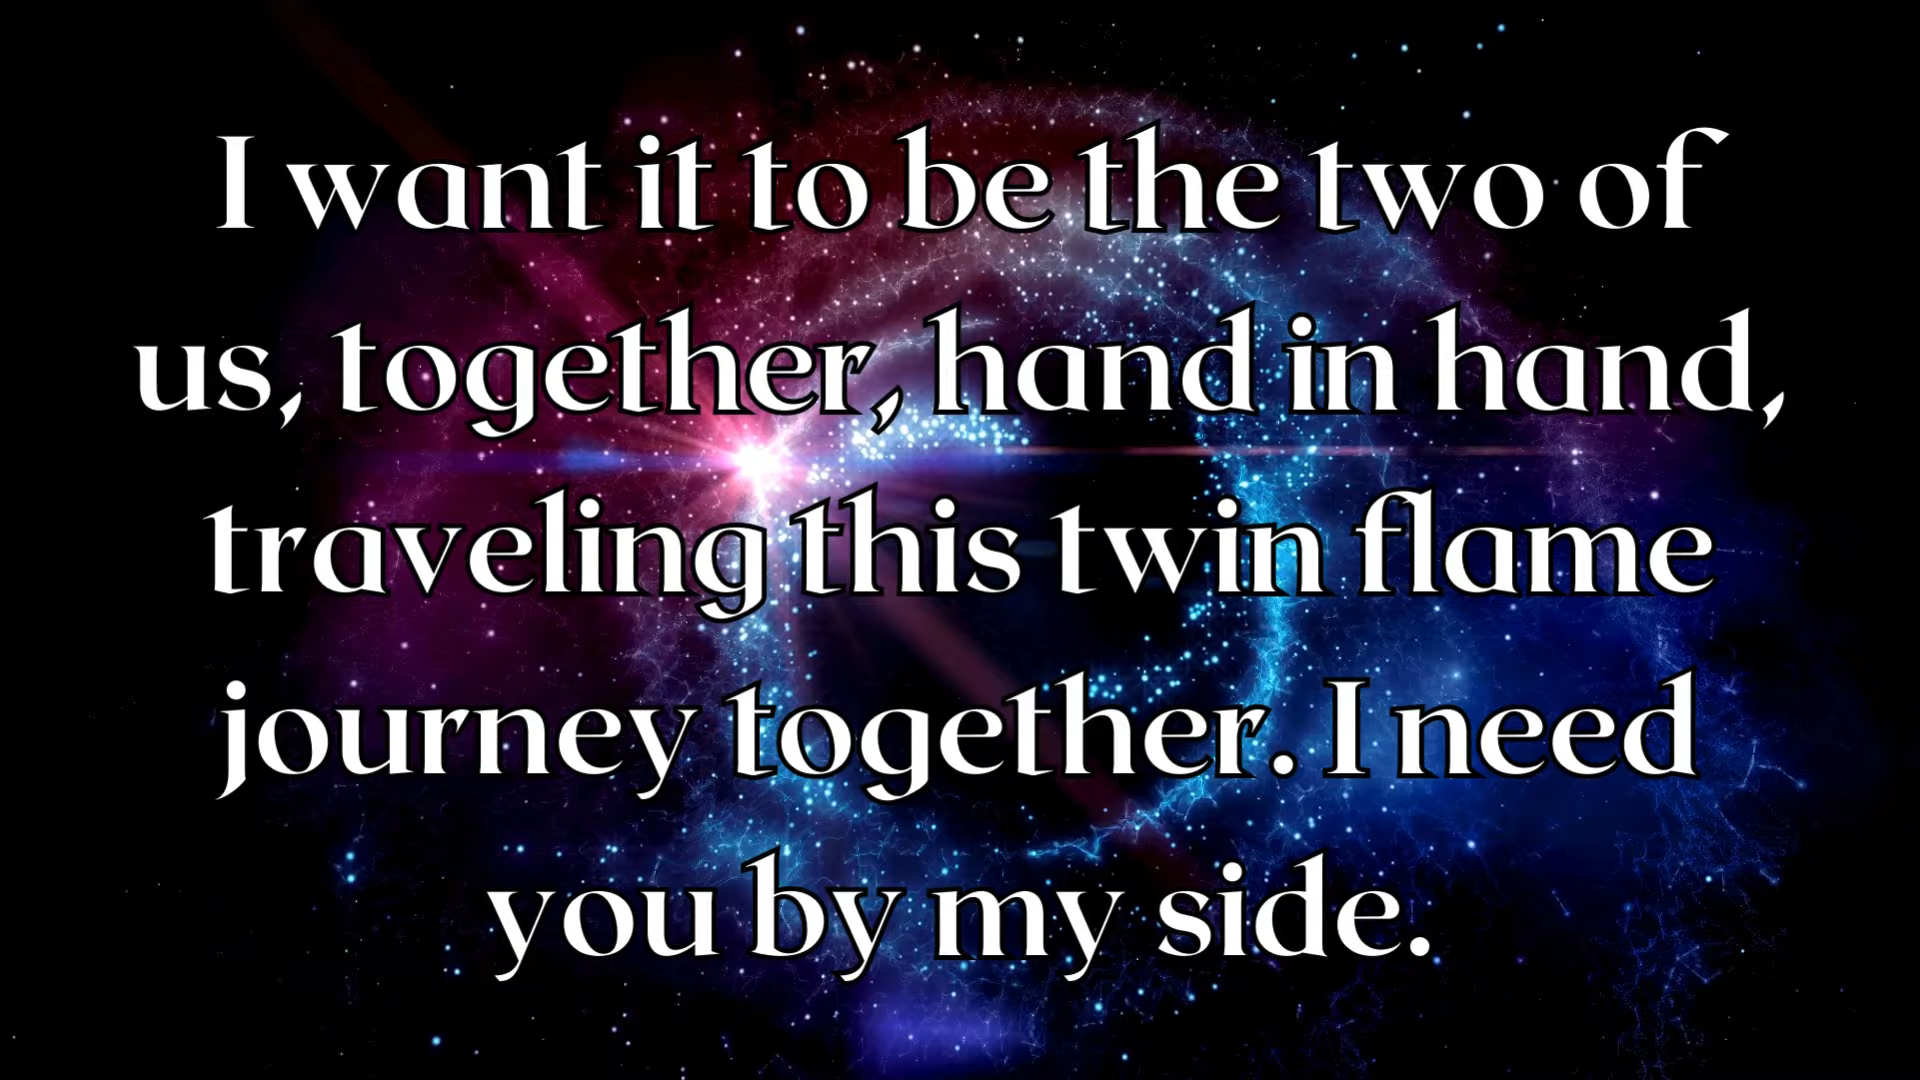 I want it to be the two of
us, together, hand in hand,
traveling this twin flame
journey together. I need
you by my side.